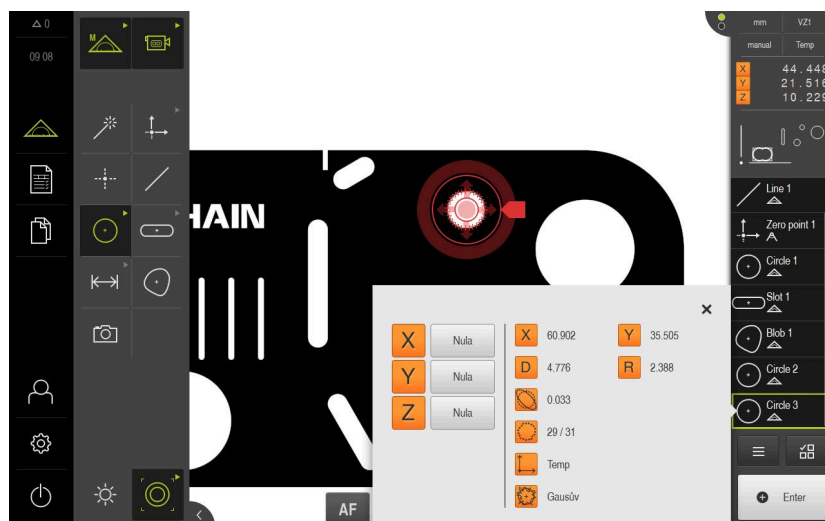 0
09 08
M
HAIN
AF
X Nula
Y Nula
Z Nula
X 60.902 Y 35.505
D 4.776 R 2.388
0.033
29 / 31
Temp
Gausův
mm VZ1
manual Temp
X 44.448
Y 21.516
Z 10.229
Line 1
Zero point 1
Circle 1
Slot 1
Blob 1
Circle 2
Circle 3
Enter